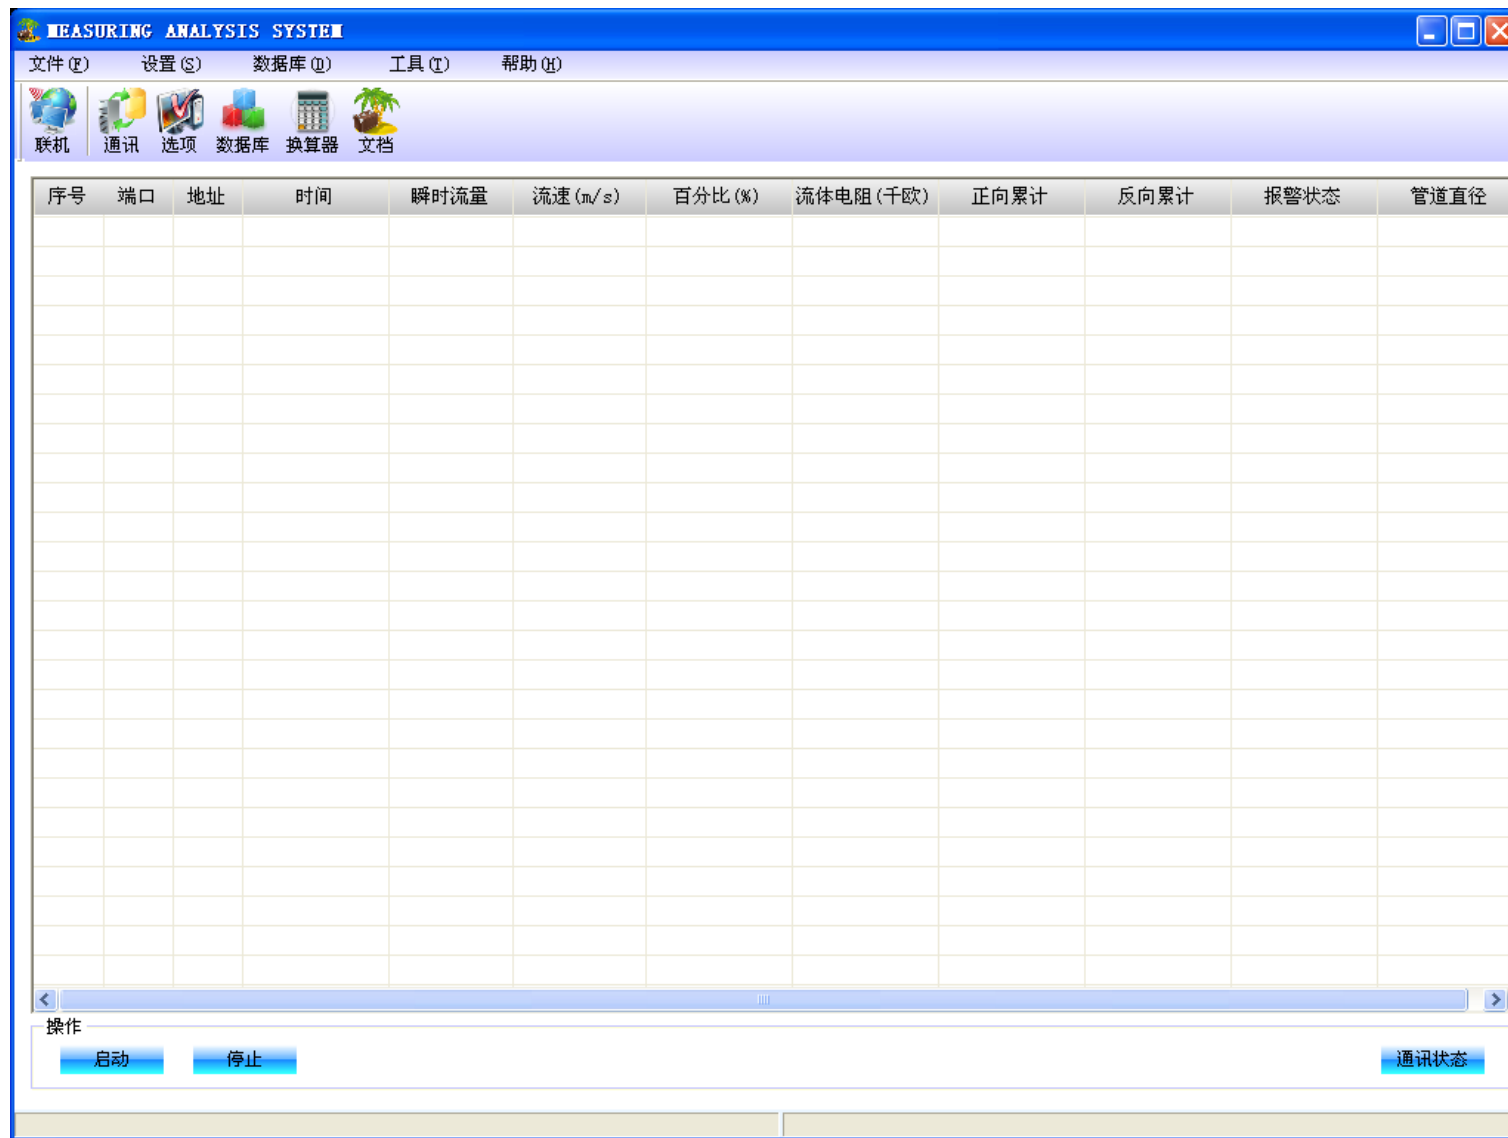 MEASURING ANALYSIS SYSTEM
文件(F) 设置(S) 数据库(D) 工具(T) 帮助(H)
联机 通讯 选项 数据库 换算器 文档
序号 端口 地址 时间 瞬时流量 流速(m/s) 百分比(%) 流体电阻(千欧) 正向累计 反向累计 报警状态 管道直径
操作
启动 停止 通讯状态